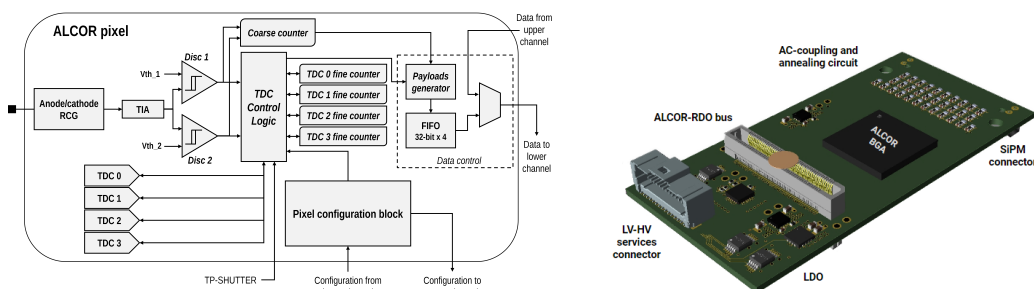 ALCOR pixel
Coarse counter
Data from
upper
channel
Disc 1
Vth_1
Anode/cathode
RCG
TIA
Vth_2
Disc 2
TDC
Control
Logic
TDC 0 fine counter
TDC 1 fine counter
TDC 2 fine counter
TDC 3 fine counter
Payloads
generator
FIFO
32-bit x 4
Data control
Data to
lower
channel
TDC 0
TDC 1
TDC 2
TDC 3
Pixel configuration block
TP-SHUTTER
Configuration from
Configuration to
AC-coupling and
annealing circuit
ALCOR-RDO bus
ALCOR
BGA
SiPM
connecto
LV-HV
services
connector
LDO